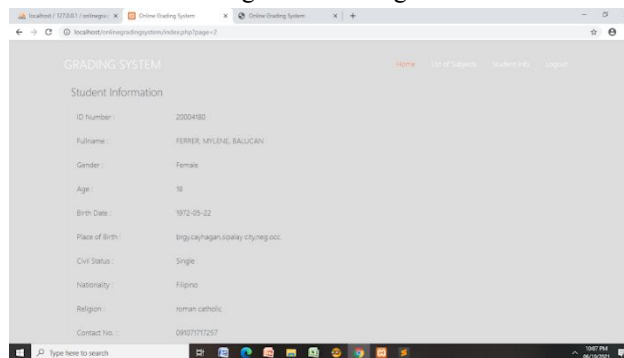 localhost / 127.0.0.1 / onlinegra
Online Grading System
Online Grading System
localhost/onlinegradingsystem/index.php?page=2
GRADING SYSTEM
Home List of Subjects Student Info Logout
Student Information
ID Number : 20004180
Fullname : FERRER, MYLENE, BALUCAN
Gender : Female
Age : 18
Birth Date : 1972-05-22
Place of Birth : brgy.cayhagan.sipalay city,neg.occ.
Civil Status : Single
Nationality : Filipino
Religion : roman catholic
Contact No. : 09107171257
Type here to search
10:07 PM
06/10/2021